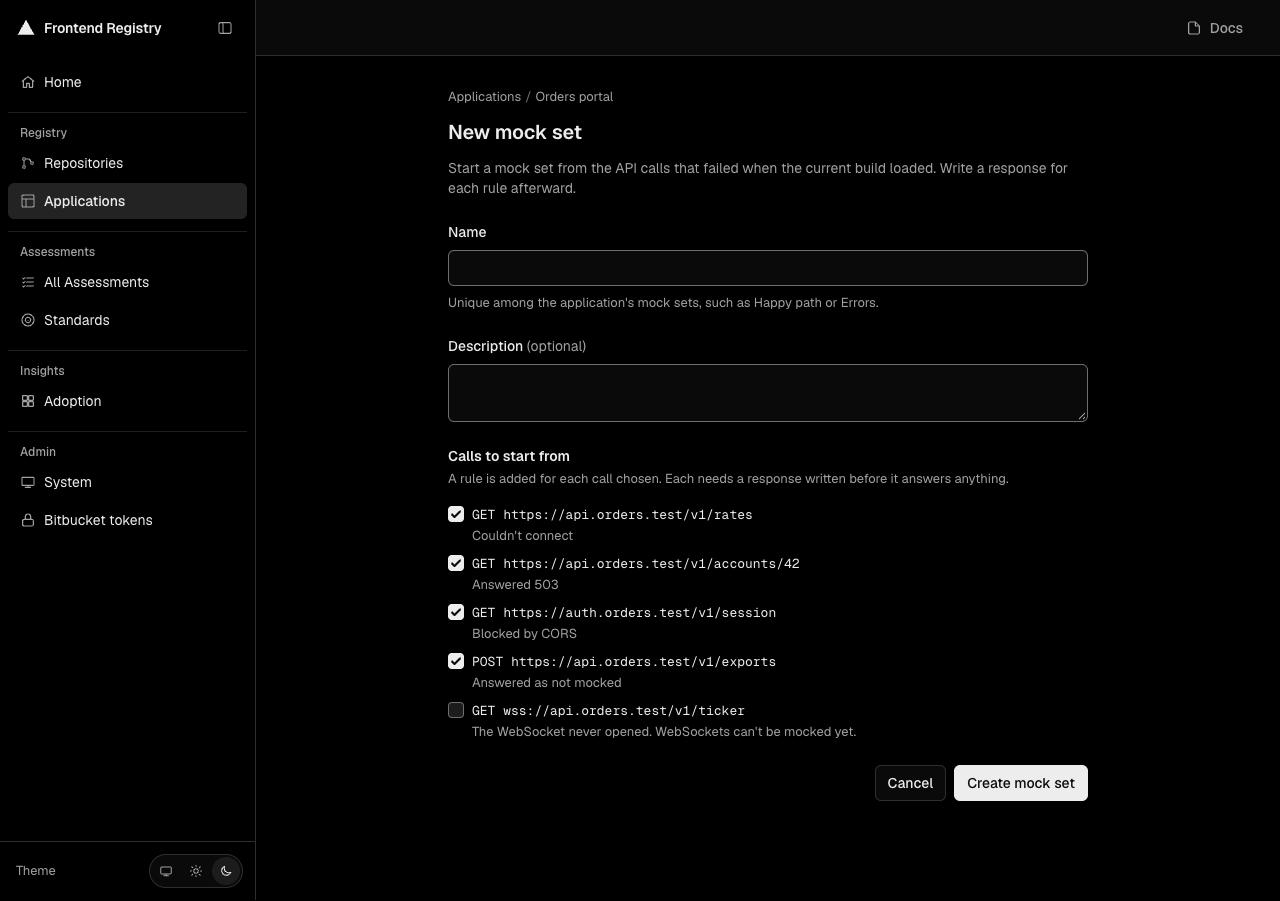 Frontend Registry
Docs
Home
Registry
Repositories
Applications
Assessments
All Assessments
Standards
Insights
Adoption
Admin
System
Bitbucket tokens
Theme
Applications / Orders portal
New mock set
Start a mock set from the API calls that failed when the current build loaded. Write a response for
each rule afterward.
Name
Unique among the application's mock sets, such as Happy path or Errors.
Description (optional)
Calls to start from
A rule is added for each call chosen. Each needs a response written before it answers anything.
GET https://api.orders.test/v1/rates
Couldn't connect
GET https://api.orders.test/v1/accounts/42
Answered 503
GET https://auth.orders.test/v1/session
Blocked by CORS
POST https://api.orders.test/v1/exports
Answered as not mocked
GET wss://api.orders.test/v1/ticker
The WebSocket never opened. WebSockets can't be mocked yet.
Cancel
Create mock set